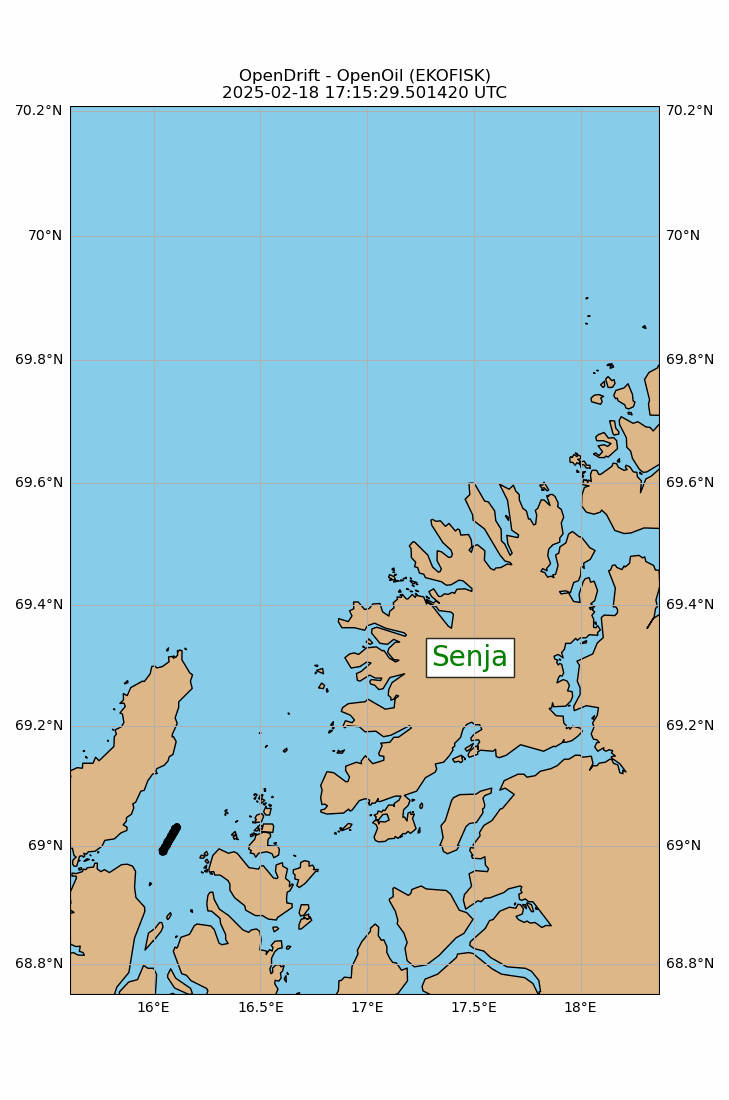 OpenDrift - OpenOil (EKOFISK)
2025-02-18 17:15:29.501420 UTC
70.2°N 70.2°N
70°N 70°N
69.8°N 69.8°N
69.6°N 69.6°N
69.4°N 69.4°N
Senja
69.2°N 69.2°N
69°N 69°N
68.8°N 68.8°N
16°E 16.5°E 17°E 17.5°E 18°E